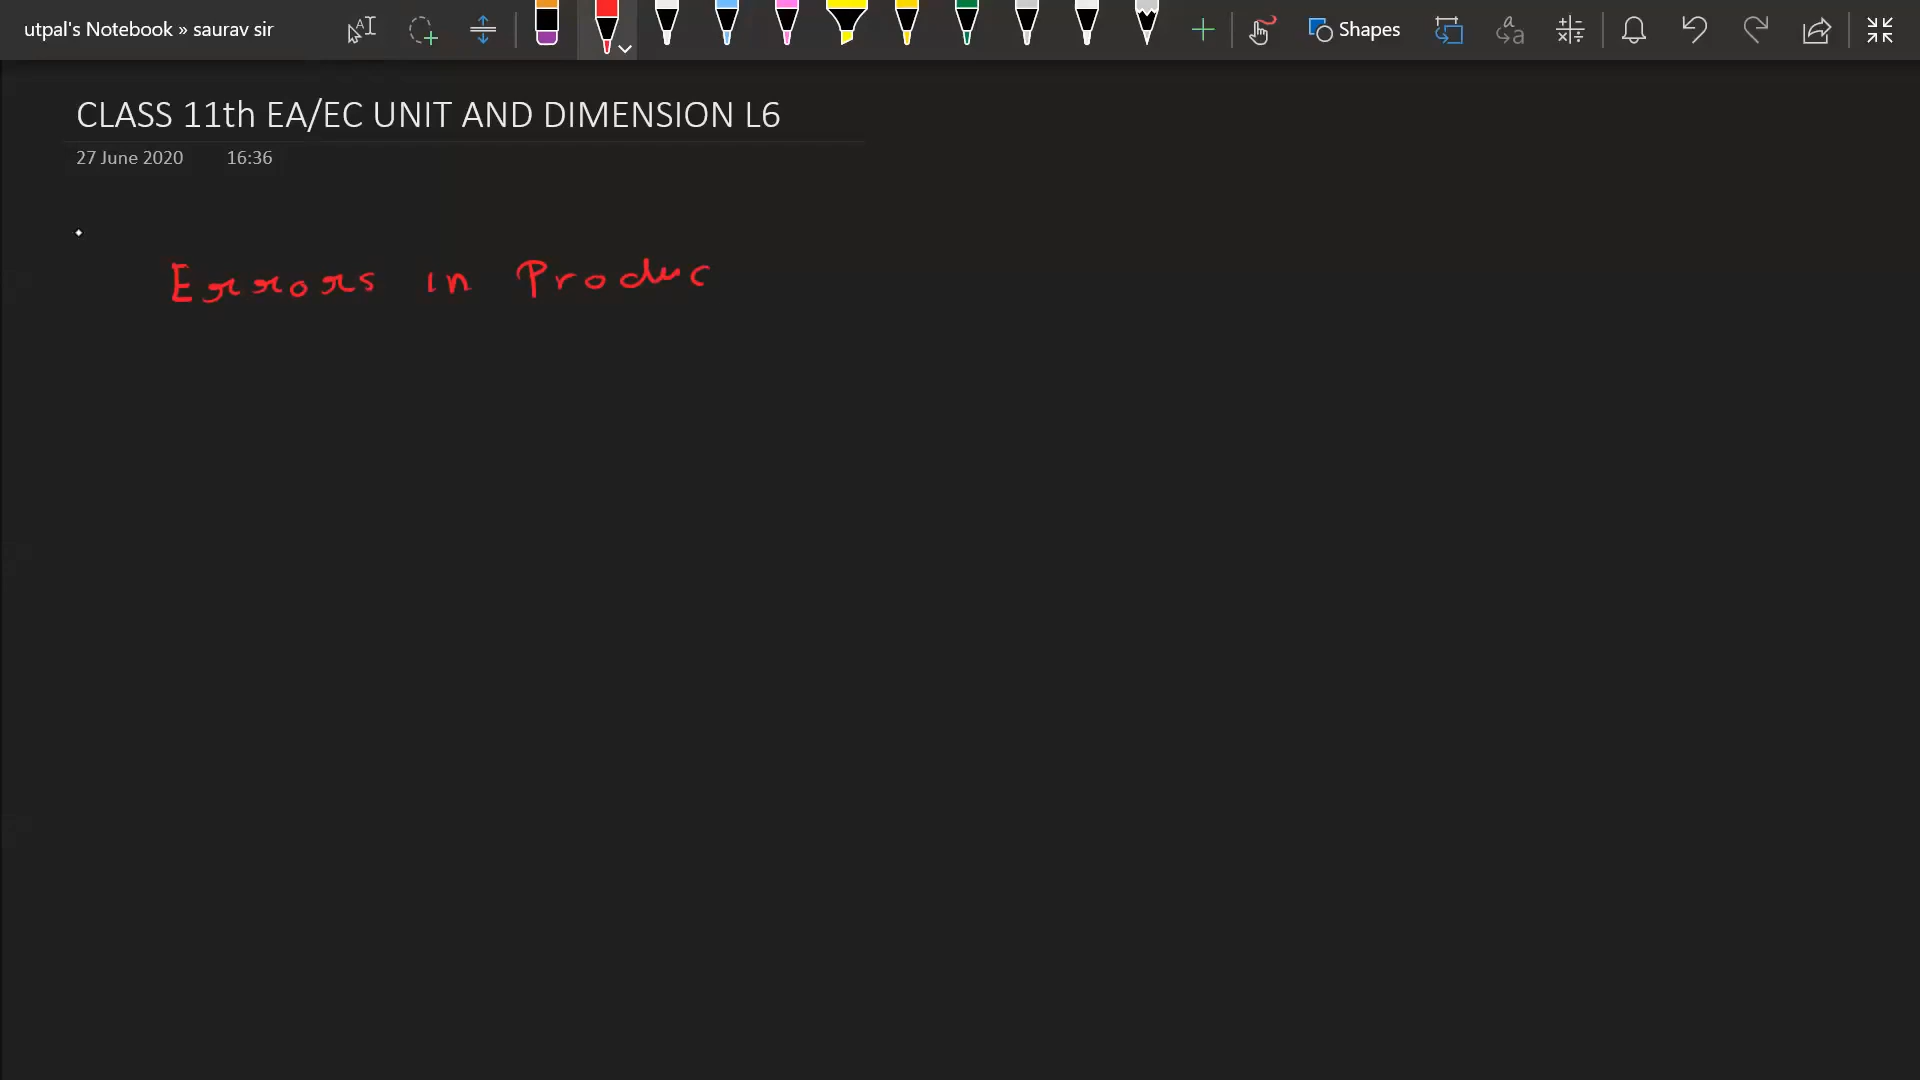 utpal's Notebook » saurav sir
Shapes
CLASS 11th EA/EC UNIT AND DIMENSION L6
27 June 2020 16:36
Errors in Produc